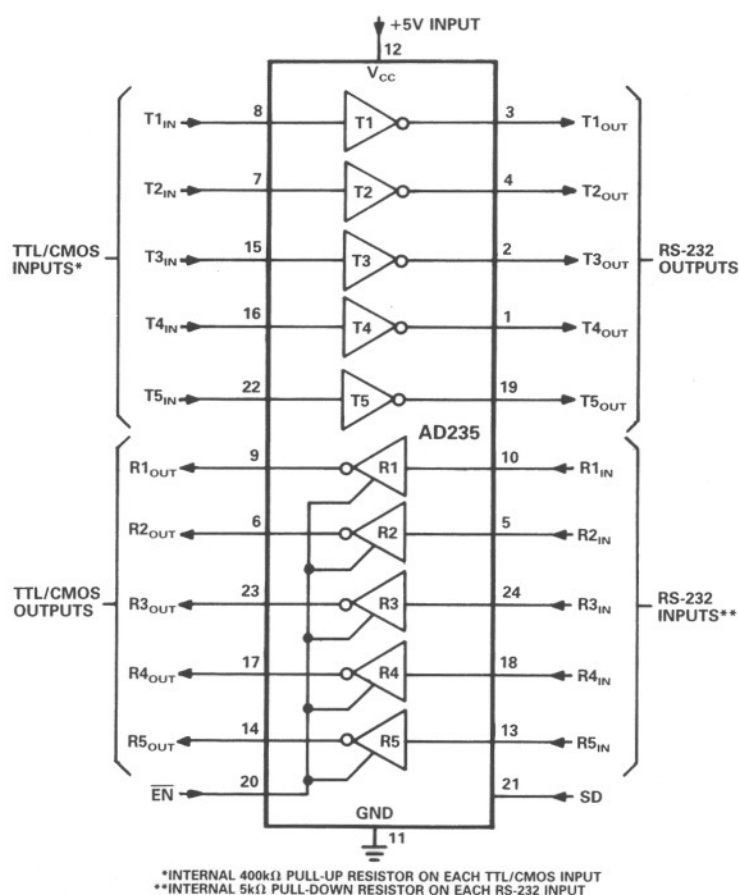 +5V INPUT
12
VCC
T1IN 8 T1 3 T1OUT
T2IN 7 T2 4 T2OUT
TTL/CMOS INPUTS*
T3IN 15 T3 2 T3OUT
RS-232 OUTPUTS
T4IN 16 T4 1 T4OUT
T5IN 22 T5 19 T5OUT
AD235
R1OUT 9 R1 10 R1IN
R2OUT 6 R2 5 R2IN
TTL/CMOS OUTPUTS
R3OUT 23 R3 24 R3IN
RS-232 INPUTS**
R4OUT 17 R4 18 R4IN
R5OUT 14 R5 13 R5IN
EN 20 21 SD
GND
11
*INTERNAL 400kΩ PULL-UP RESISTOR ON EACH TTL/CMOS INPUT
**INTERNAL 5kΩ PULL-DOWN RESISTOR ON EACH RS-232 INPUT